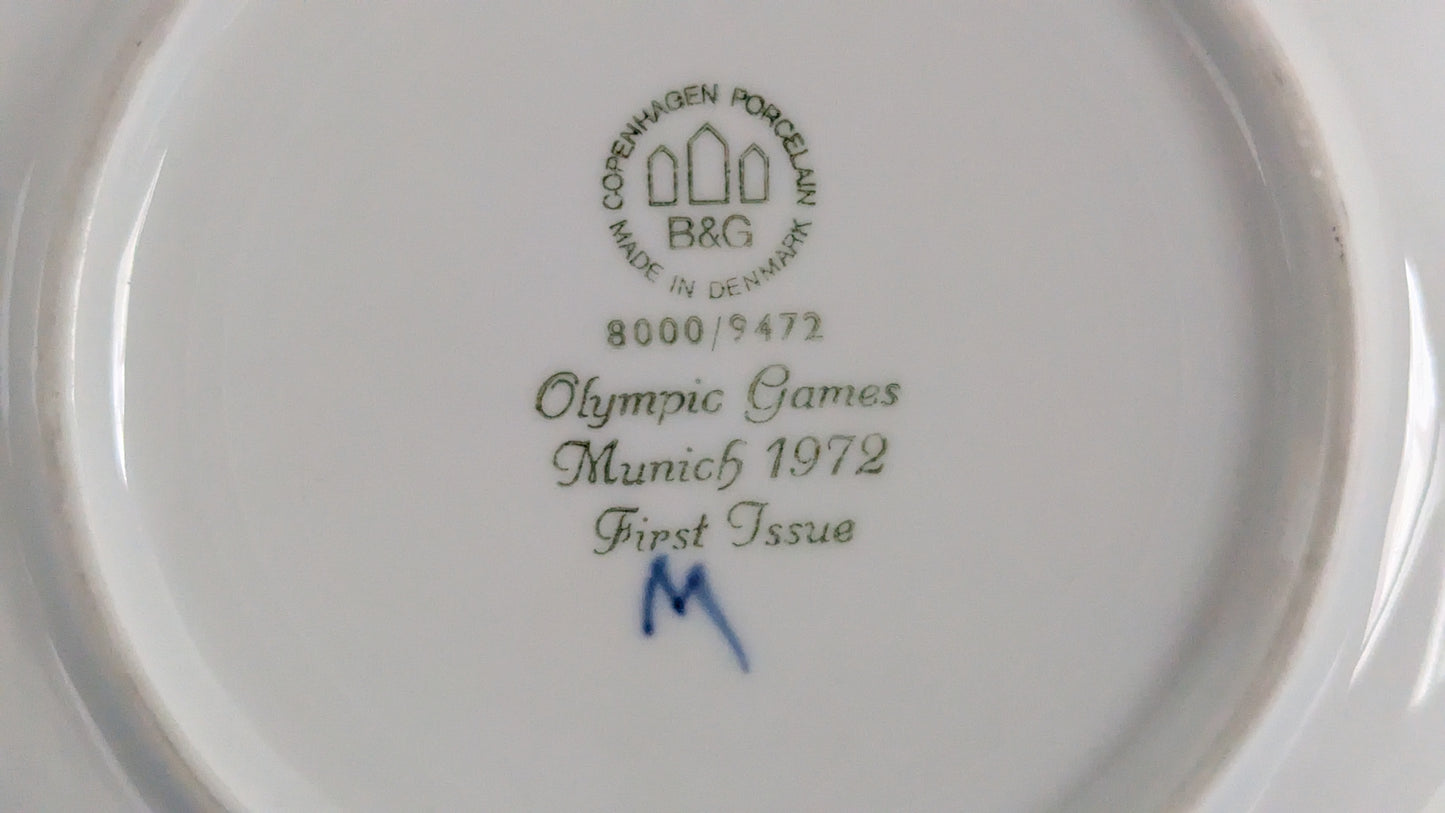 COPENHAGEN PORCELAIN
B&G
MADE IN DENMARK
8000/9472
Olympic Games
Munich 1972
First Issue
M